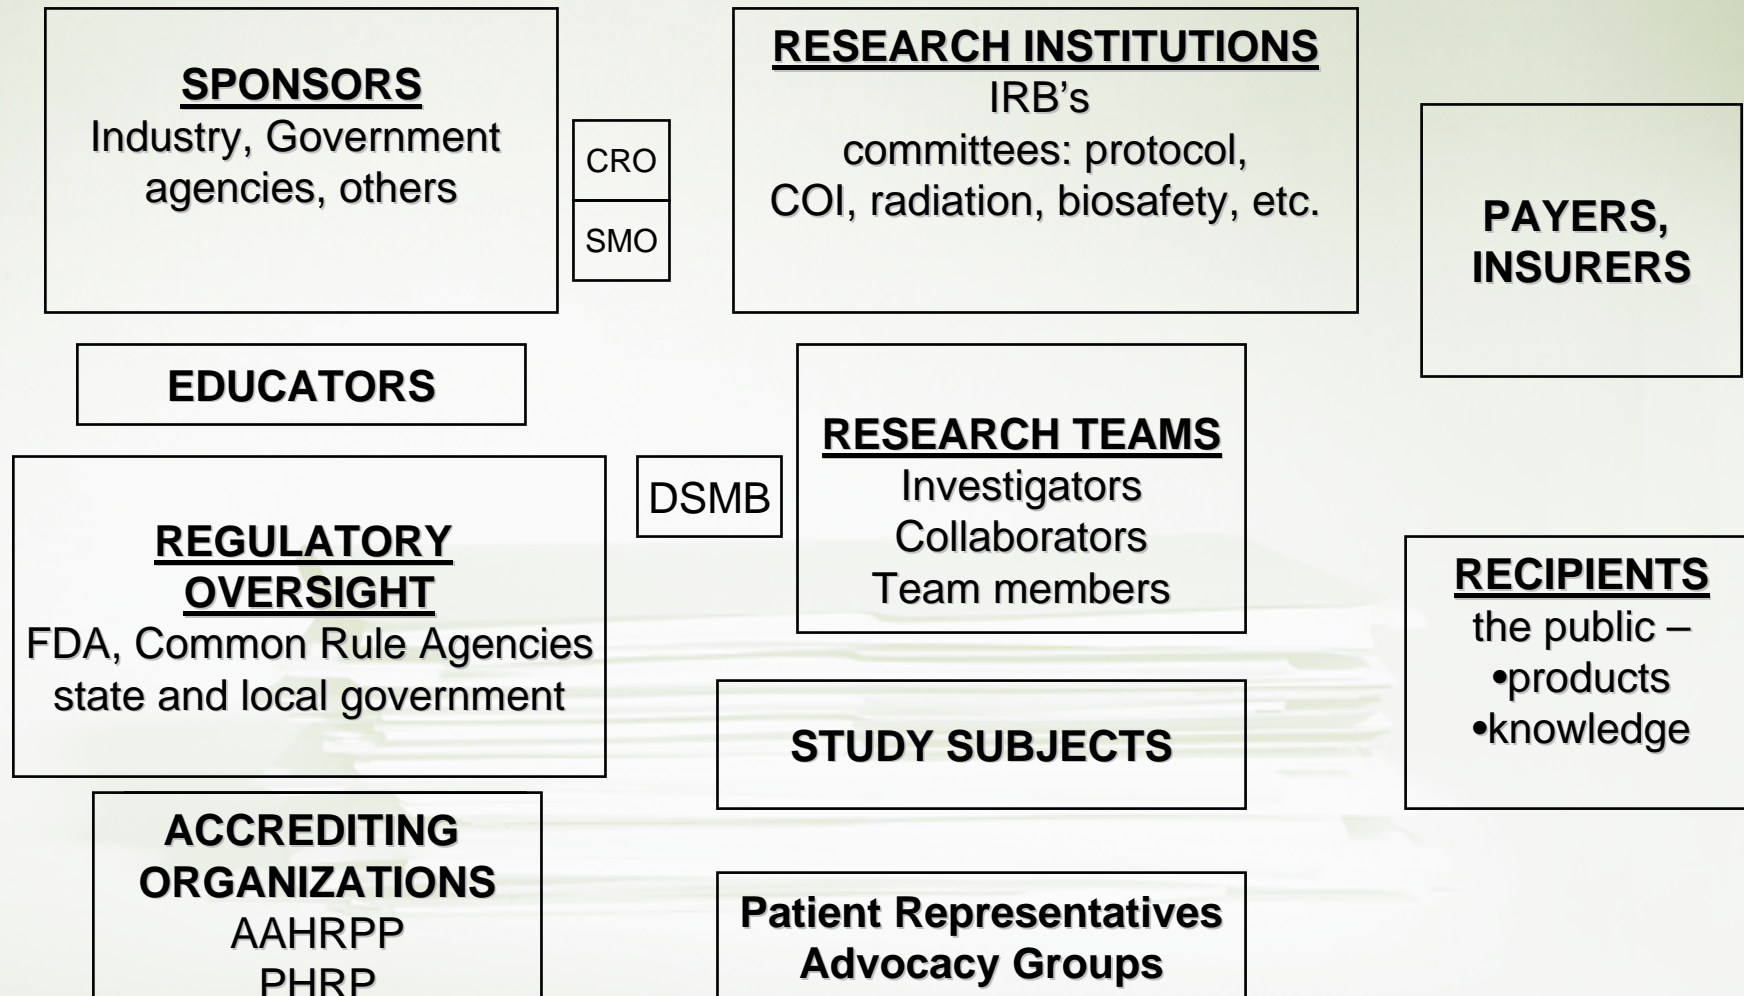 SPONSORS
Industry, Government
agencies, others
CRO
SMO
RESEARCH INSTITUTIONS
IRB's
committees: protocol,
COI, radiation, biosafety, etc.
PAYERS,
INSURERS
EDUCATORS
RESEARCH TEAMS
Investigators
Collaborators
Team members
DSMB
REGULATORY
OVERSIGHT
FDA, Common Rule Agencies
state and local government
RECIPIENTS
the public –
•products
•knowledge
STUDY SUBJECTS
ACCREDITING
ORGANIZATIONS
AAHRPP
PHRP
Patient Representatives
Advocacy Groups